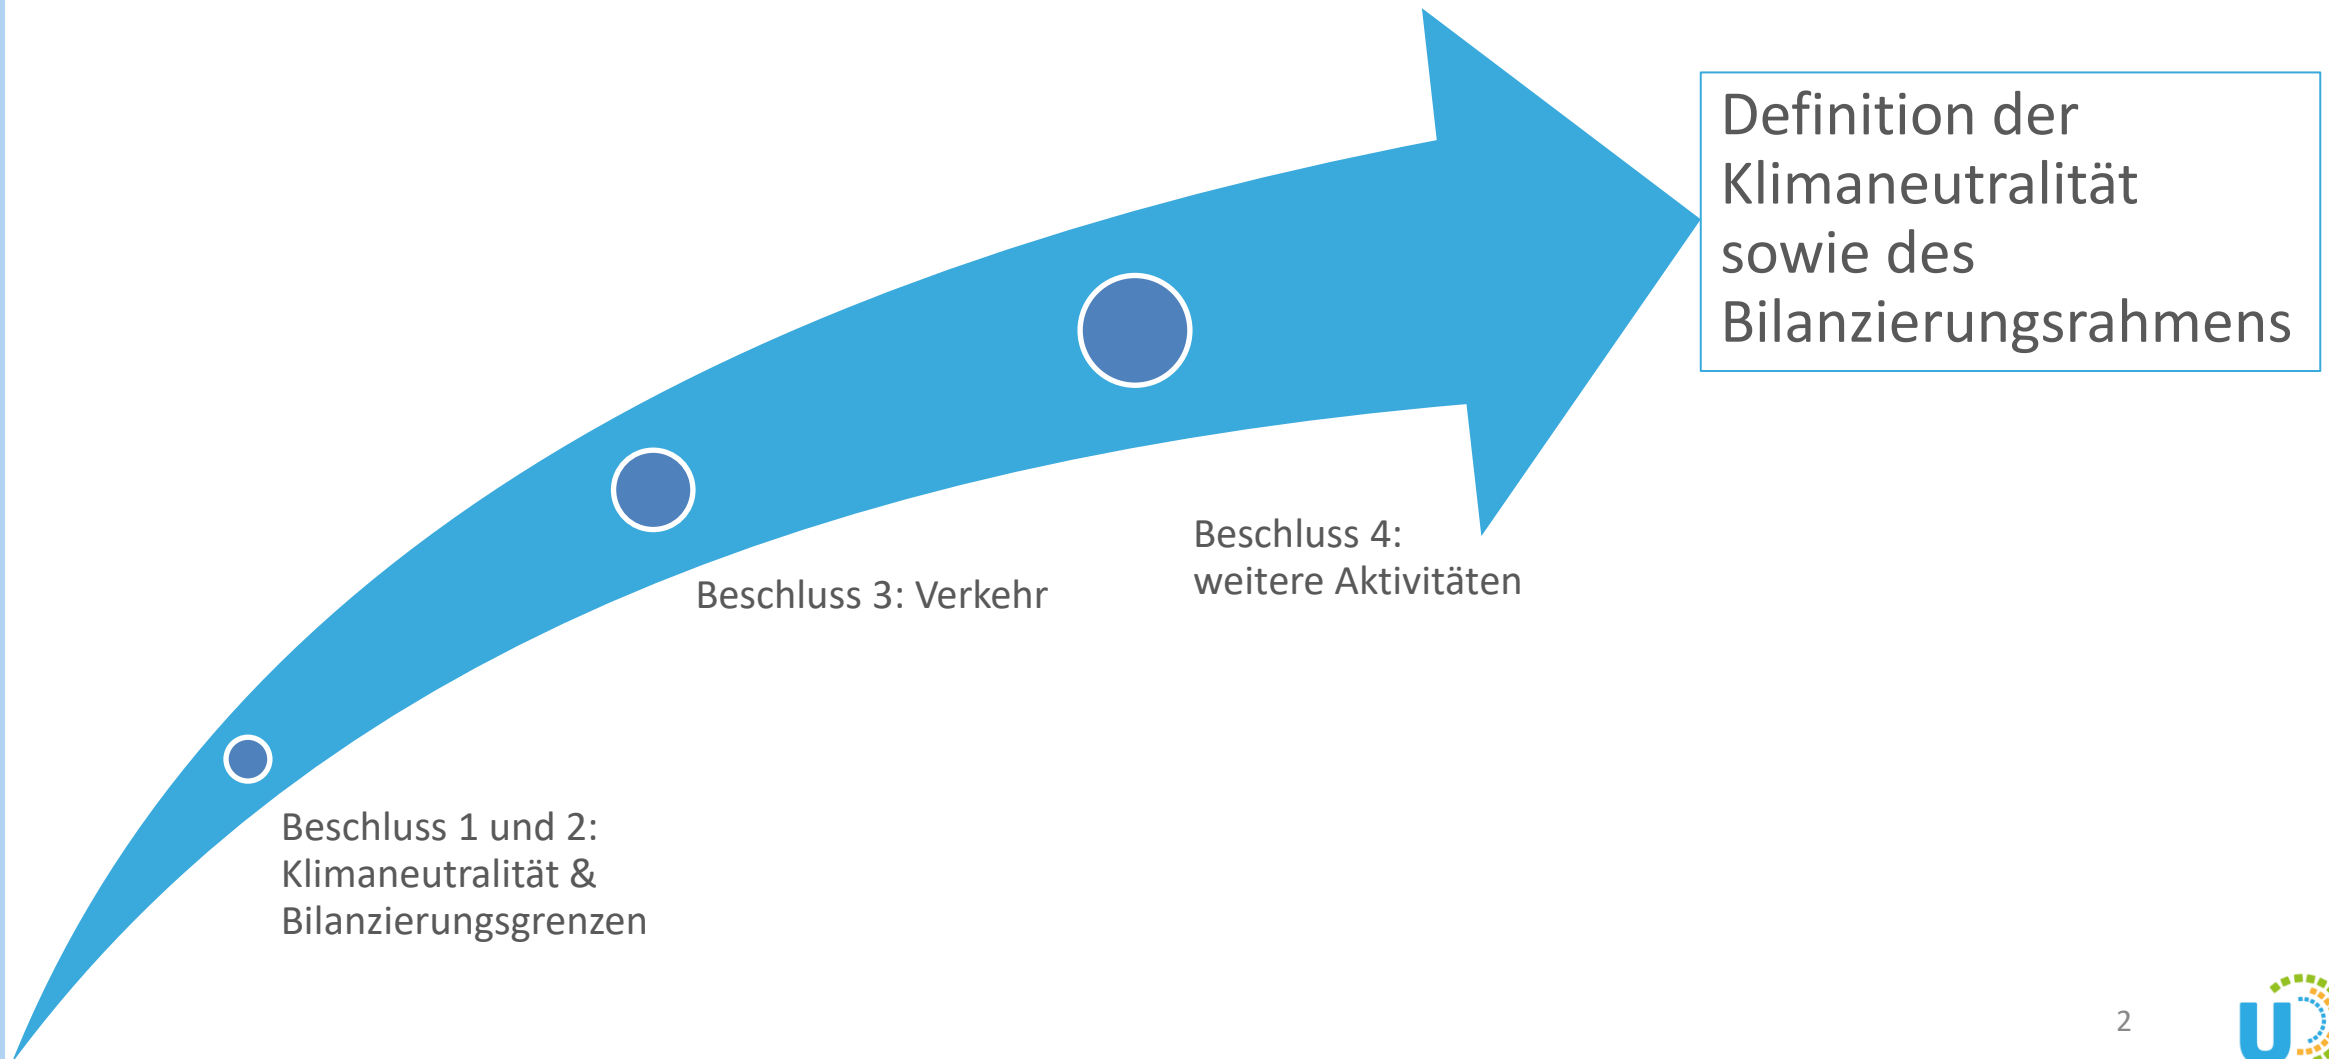 Definition der
Klimaneutralität
sowie des
Bilanzierungsrahmens
Beschluss 4:
weitere Aktivitäten
Beschluss 3: Verkehr
Beschluss 1 und 2:
Klimaneutralität &
Bilanzierungsgrenzen
2
U